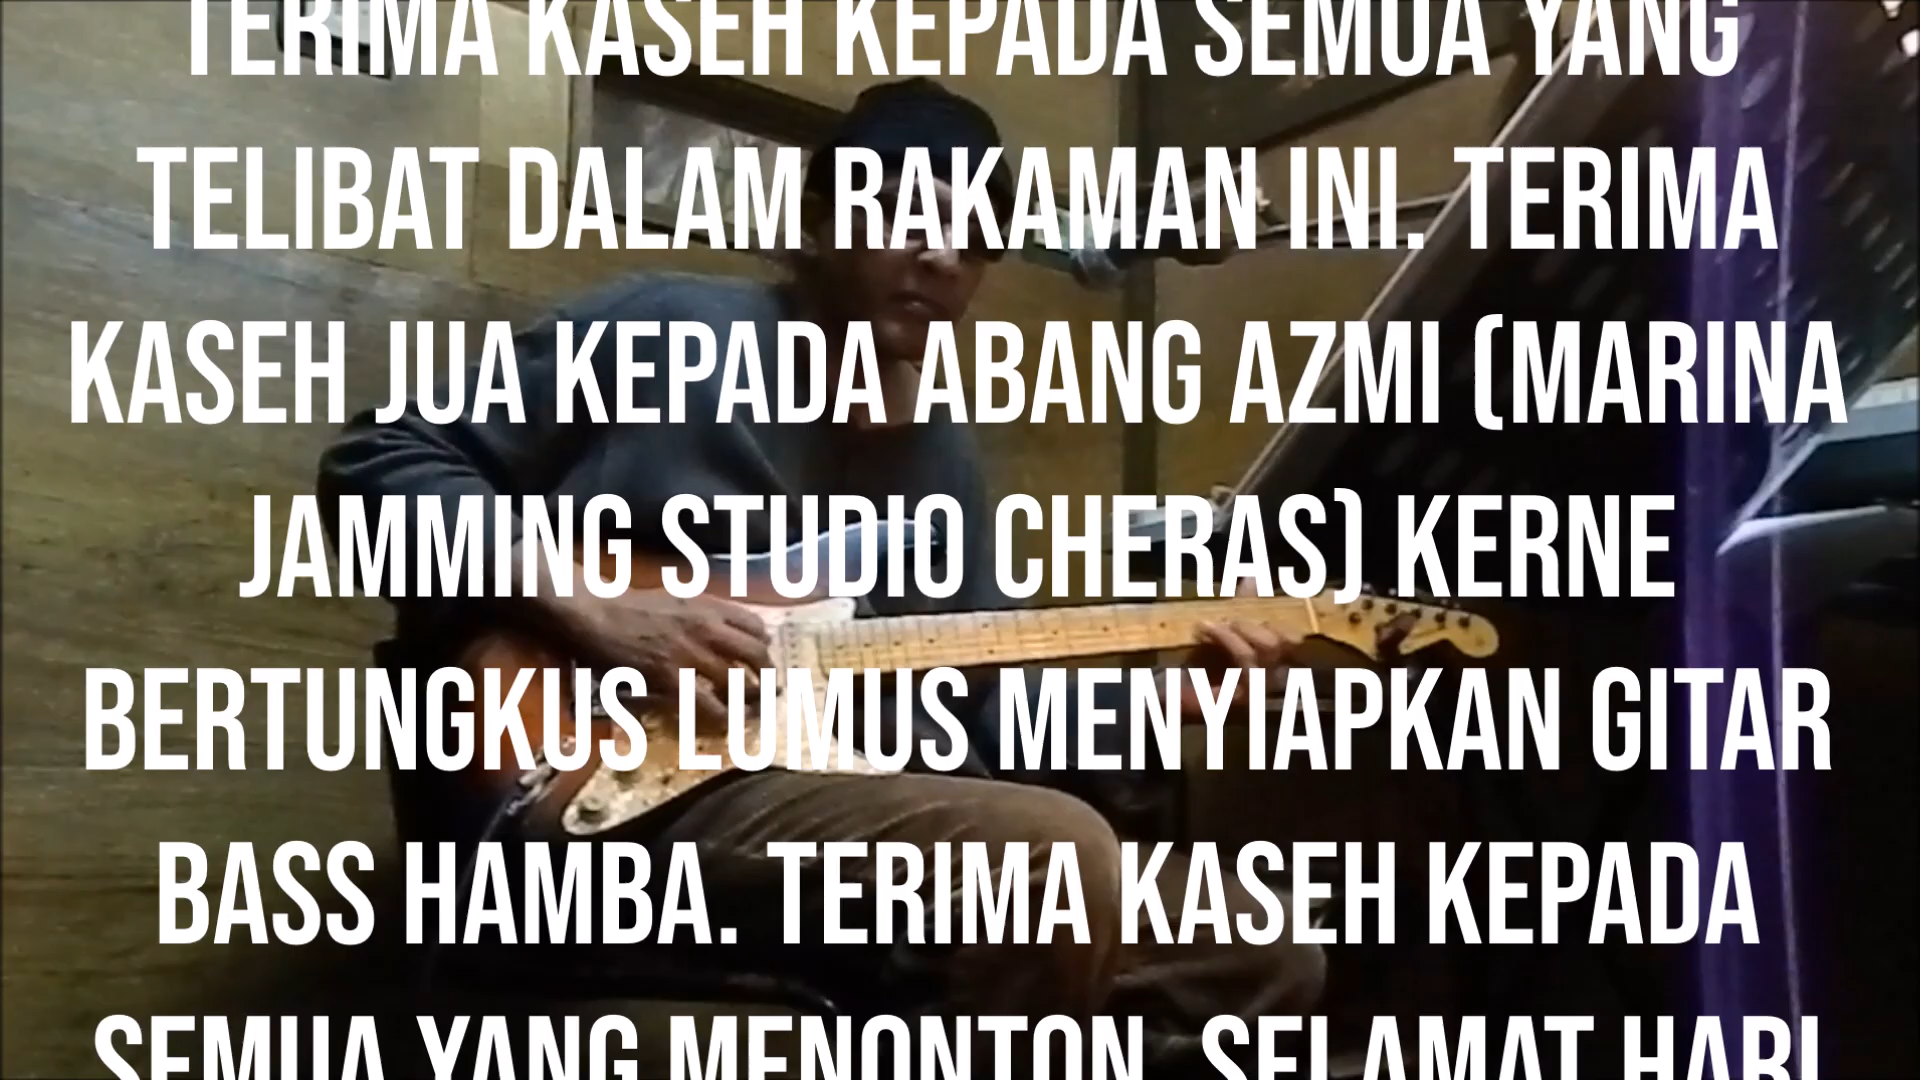 TERIMA KASEH KEPADA SEMUA YANG
TELIBAT DALAM RAKAMAN INI. TERIMA
KASEH JUA KEPADA ABANG AZMI (MARINA
JAMMING STUDIO CHERAS) KERNE
BERTUNGKUS LUMUS MENYIAPKAN GITAR
BASS HAMBA. TERIMA KASEH KEPADA
SEMUA YANG MENONTON. SELAMAT HARI